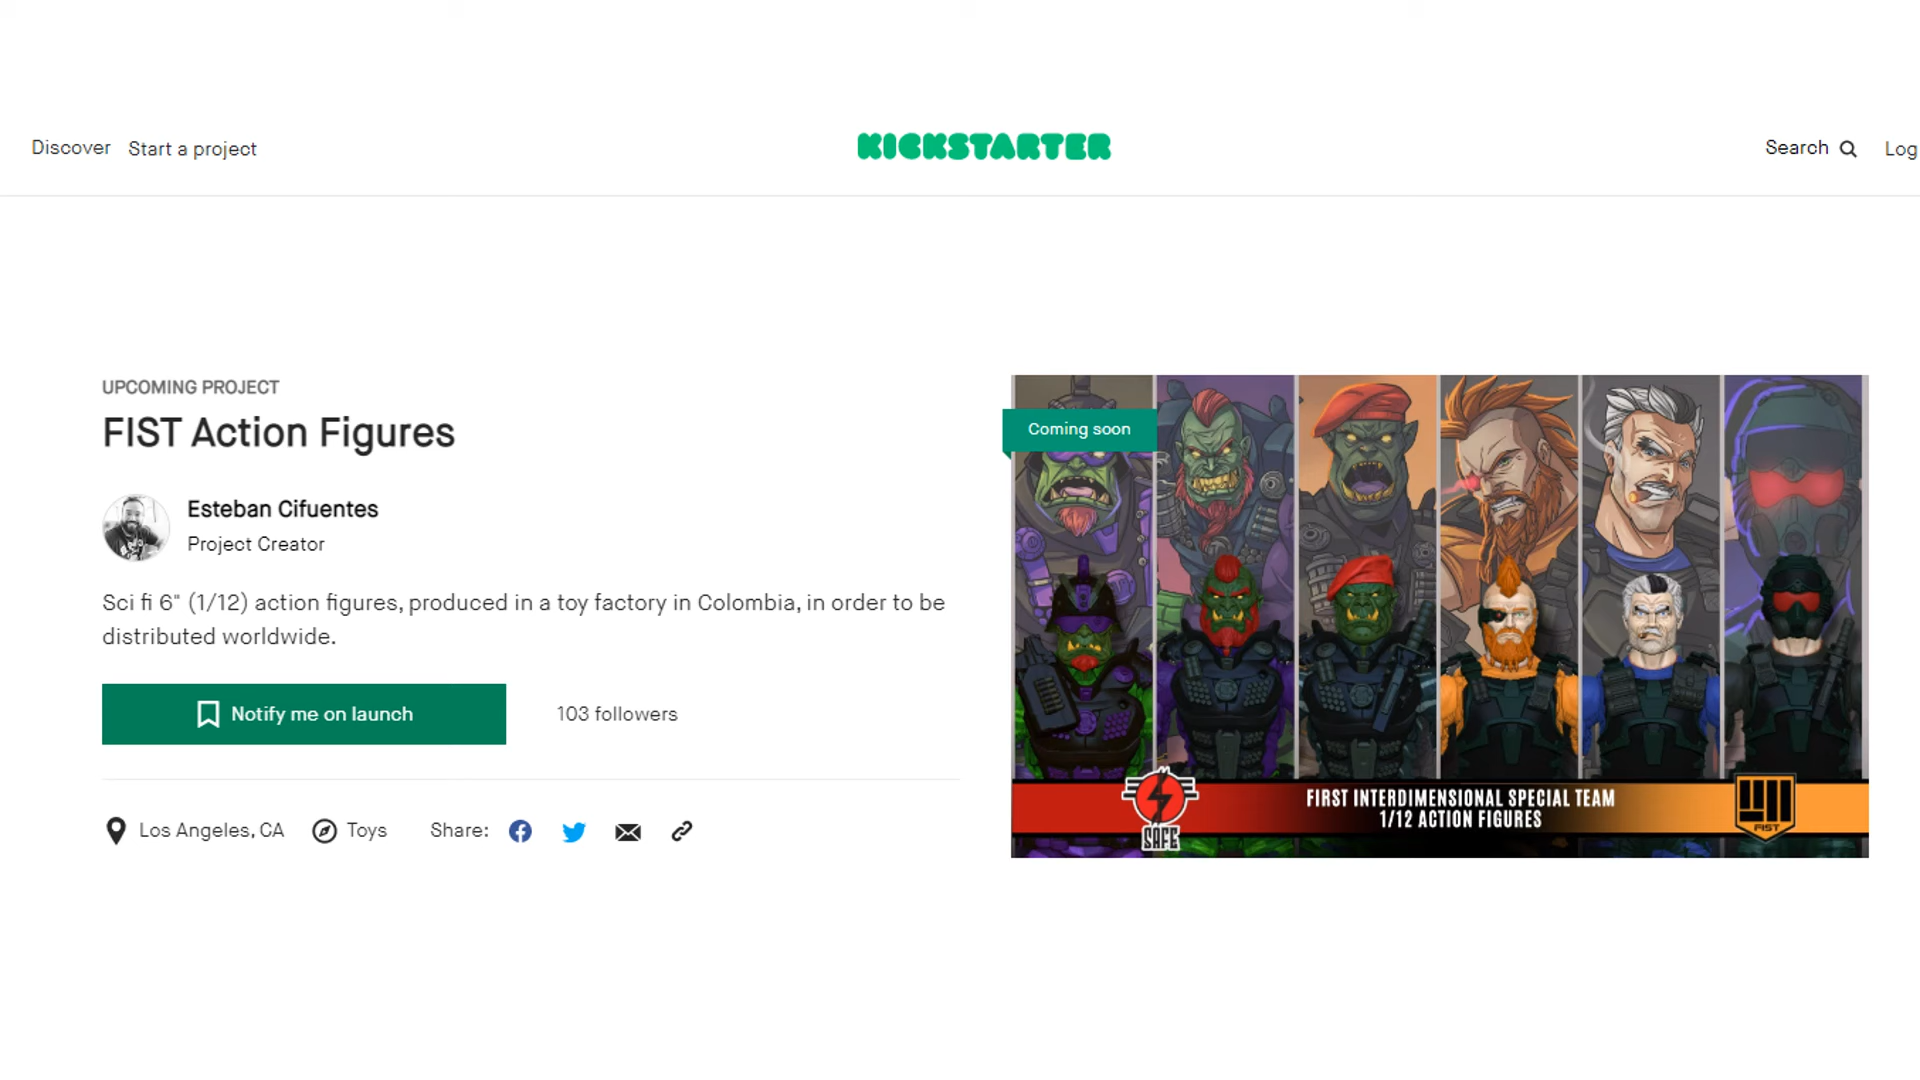 Discover Start a project KICKSTARTER Search Log
UPCOMING PROJECT
FIST Action Figures
Esteban Cifuentes
Project Creator
Sci fi 6" (1/12) action figures, produced in a toy factory in Colombia, in order to be
distributed worldwide.
Notify me on launch 103 followers
Los Angeles, CA Toys Share:
Coming soon
FIRST INTERDIMENSIONAL SPECIAL TEAM
1/12 ACTION FIGURES
SAFE
FIST